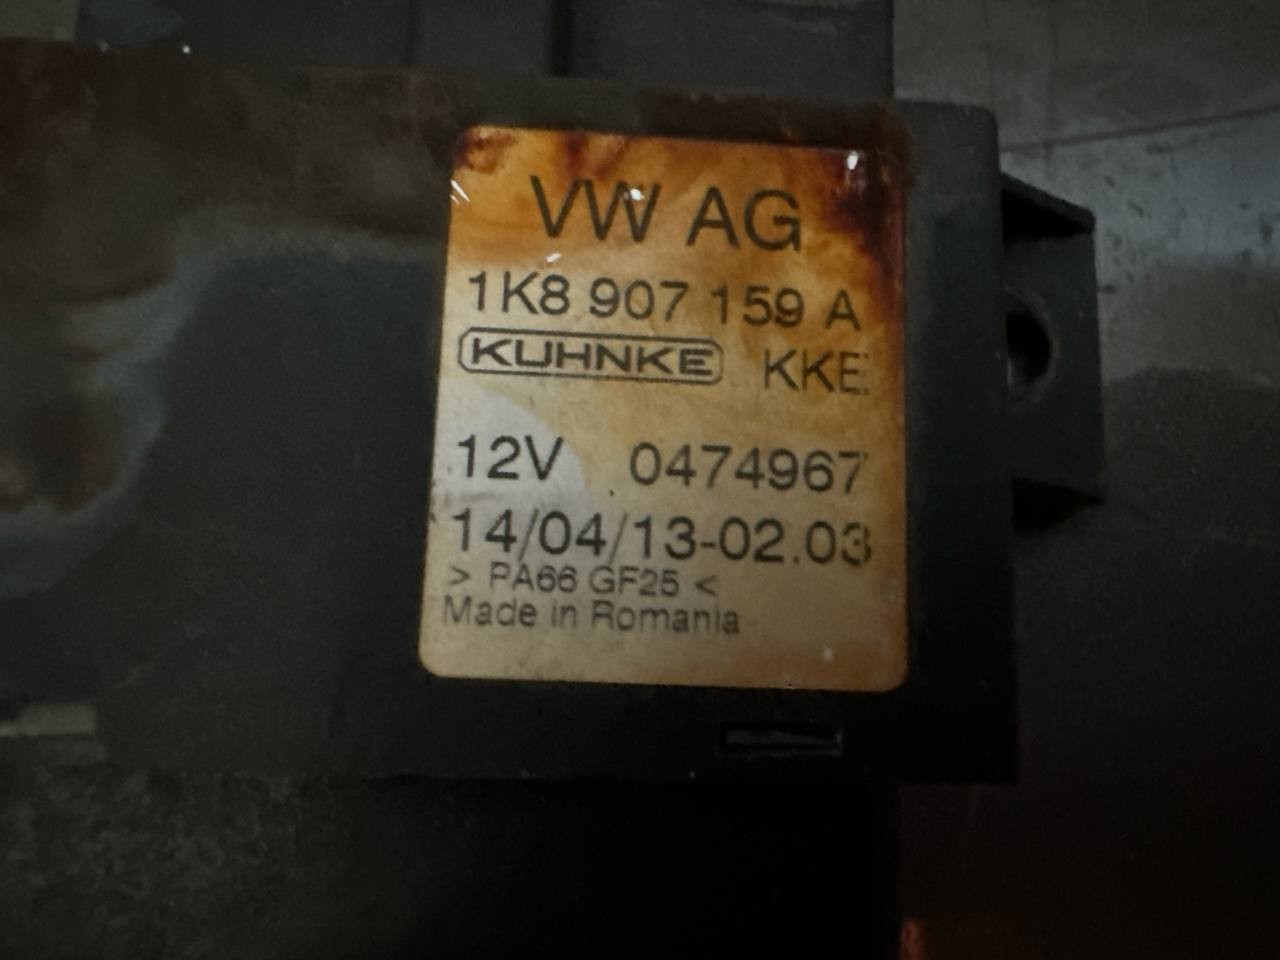 VW AG
1K8 907 159 A
KUHNKE KKE
12V 0474967
14/04/13-02.03
> PA66 GF25 <
Made in Romania